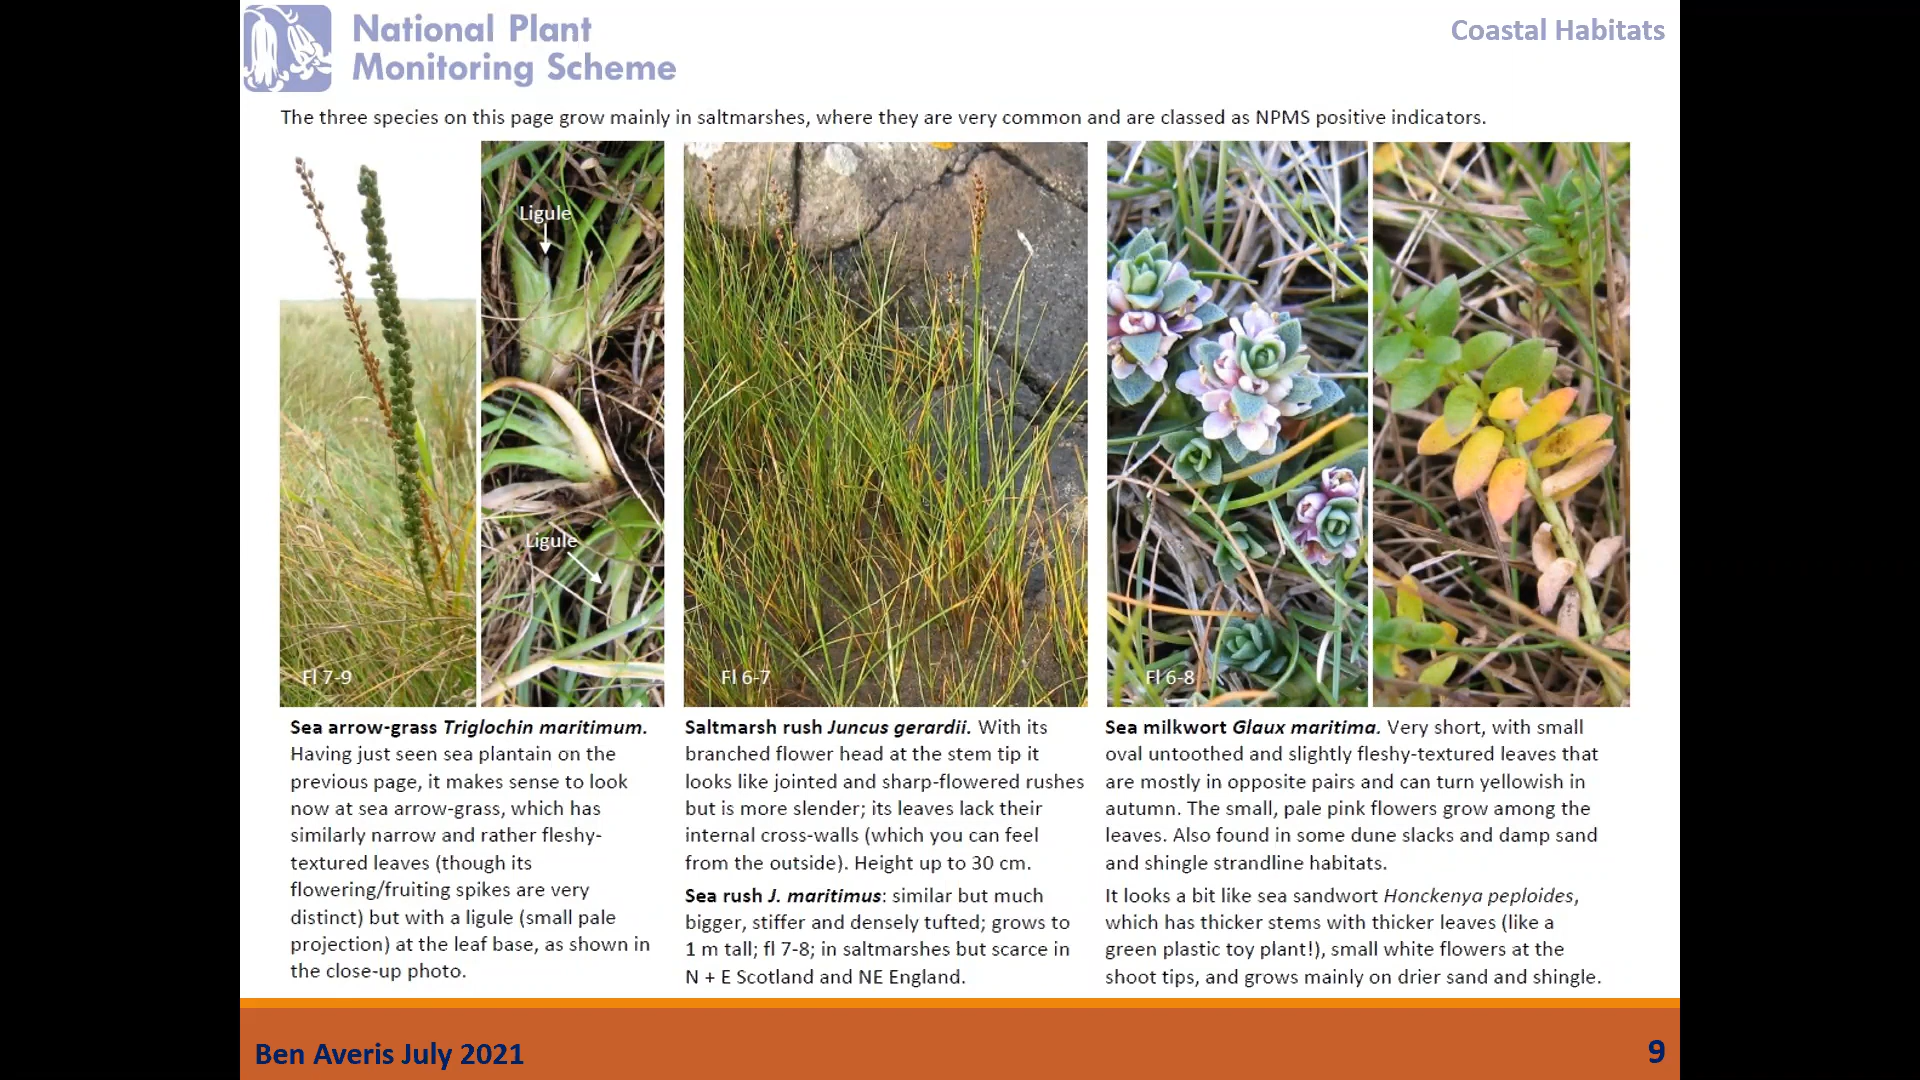 National Plant
Monitoring Scheme
Coastal Habitats
The three species on this page grow mainly in saltmarshes, where they are very common and are classed as NPMS positive indicators.
Ligule
Ligule
Fl 7-9
Fl 6-7
Fl 6-8
Sea arrow-grass Triglochin maritimum.
Having just seen sea plantain on the
previous page, it makes sense to look
now at sea arrow-grass, which has
similarly narrow and rather fleshy-
textured leaves (though its
flowering/fruiting spikes are very
distinct) but with a ligule (small pale
projection) at the leaf base, as shown in
the close-up photo.
Saltmarsh rush Juncus gerardii. With its
branched flower head at the stem tip it
looks like jointed and sharp-flowered rushes
but is more slender; its leaves lack their
internal cross-walls (which you can feel
from the outside). Height up to 30 cm.
Sea rush J. maritimus: similar but much
bigger, stiffer and densely tufted; grows to
1 m tall; fl 7-8; in saltmarshes but scarce in
N + E Scotland and NE England.
Sea milkwort Glaux maritima. Very short, with small
oval untoothed and slightly fleshy-textured leaves that
are mostly in opposite pairs and can turn yellowish in
autumn. The small, pale pink flowers grow among the
leaves. Also found in some dune slacks and damp sand
and shingle strandline habitats.
It looks a bit like sea sandwort Honckenya peploides,
which has thicker stems with thicker leaves (like a
green plastic toy plant!), small white flowers at the
shoot tips, and grows mainly on drier sand and shingle.
Ben Averis July 2021
9